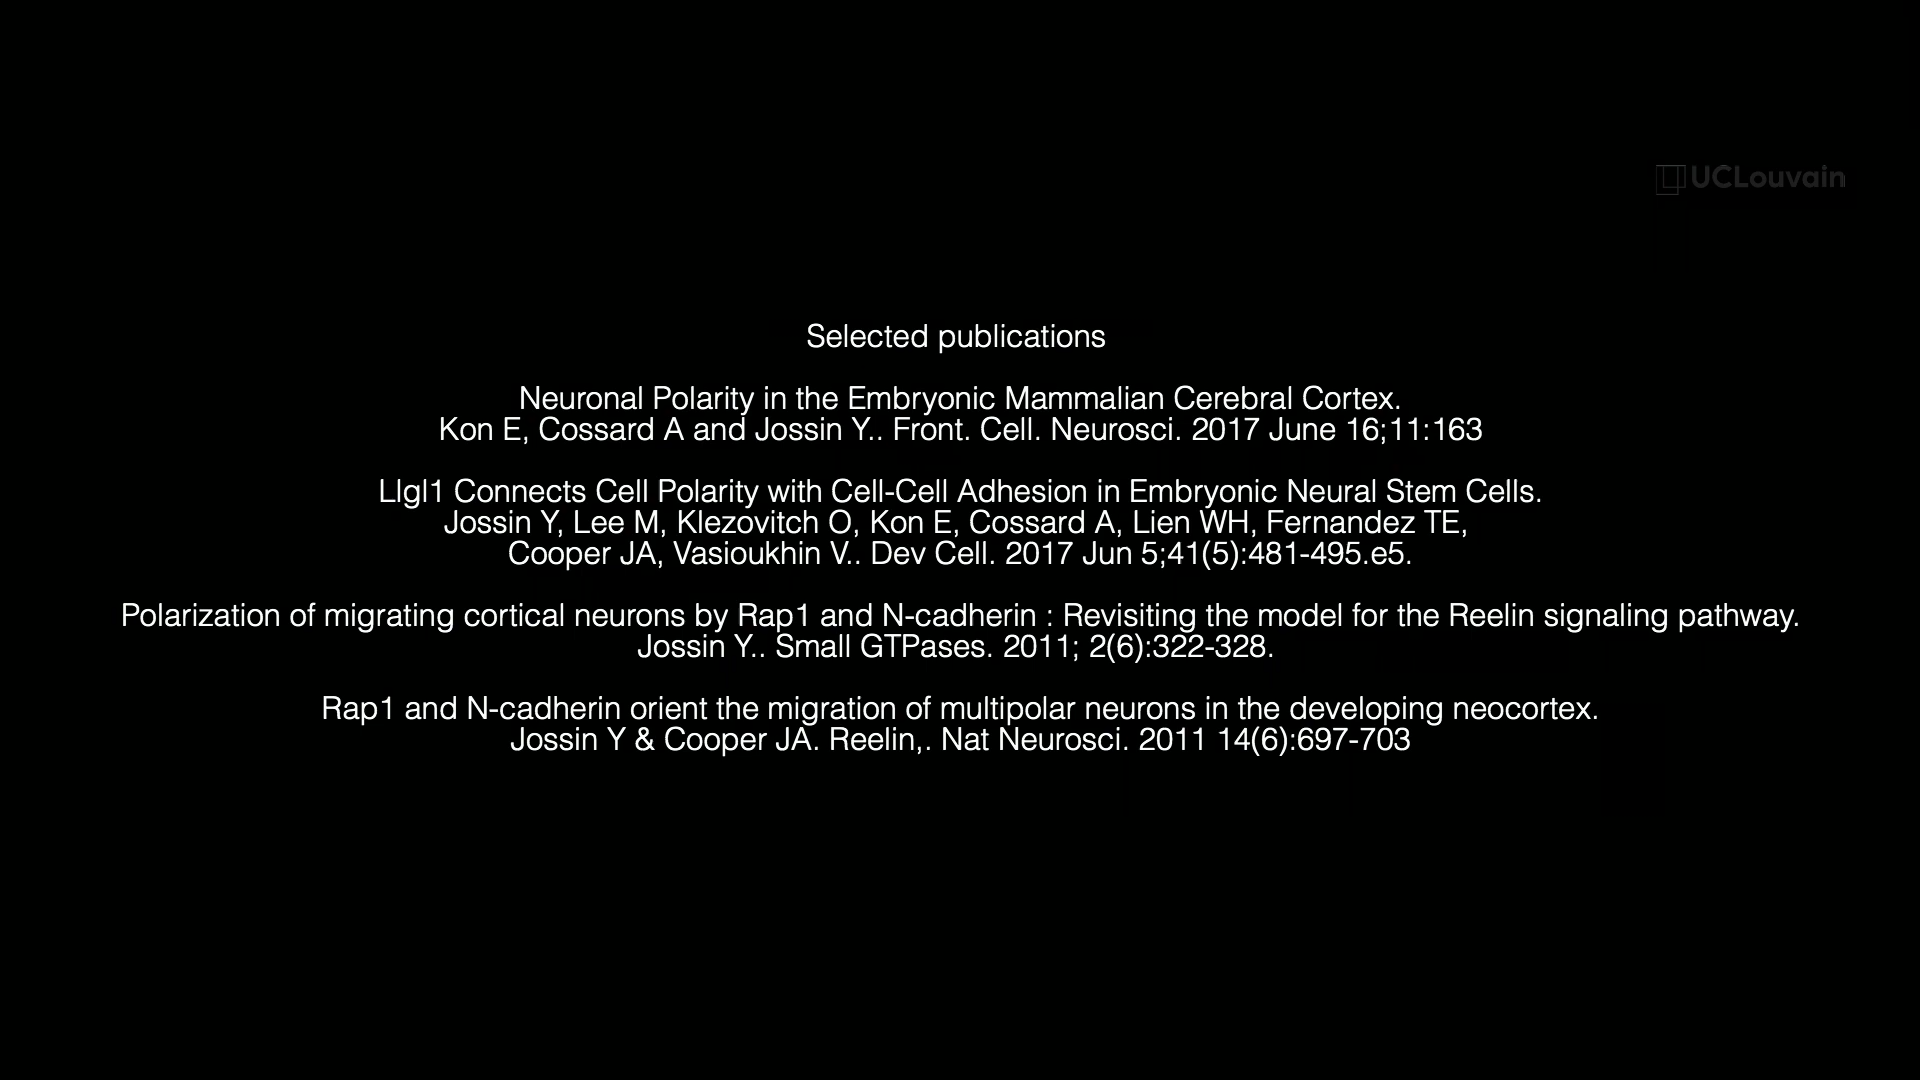 UCLouvain
Selected publications
Neuronal Polarity in the Embryonic Mammalian Cerebral Cortex.
Kon E, Cossard A and Jossin Y.. Front. Cell. Neurosci. 2017 June 16;11:163
Llgl1 Connects Cell Polarity with Cell-Cell Adhesion in Embryonic Neural Stem Cells.
Jossin Y, Lee M, Klezovitch O, Kon E, Cossard A, Lien WH, Fernandez TE,
Cooper JA, Vasioukhin V.. Dev Cell. 2017 Jun 5;41(5):481-495.e5.
Polarization of migrating cortical neurons by Rap1 and N-cadherin : Revisiting the model for the Reelin signaling pathway.
Jossin Y.. Small GTPases. 2011; 2(6):322-328.
Rap1 and N-cadherin orient the migration of multipolar neurons in the developing neocortex.
Jossin Y & Cooper JA. Reelin,. Nat Neurosci. 2011 14(6):697-703